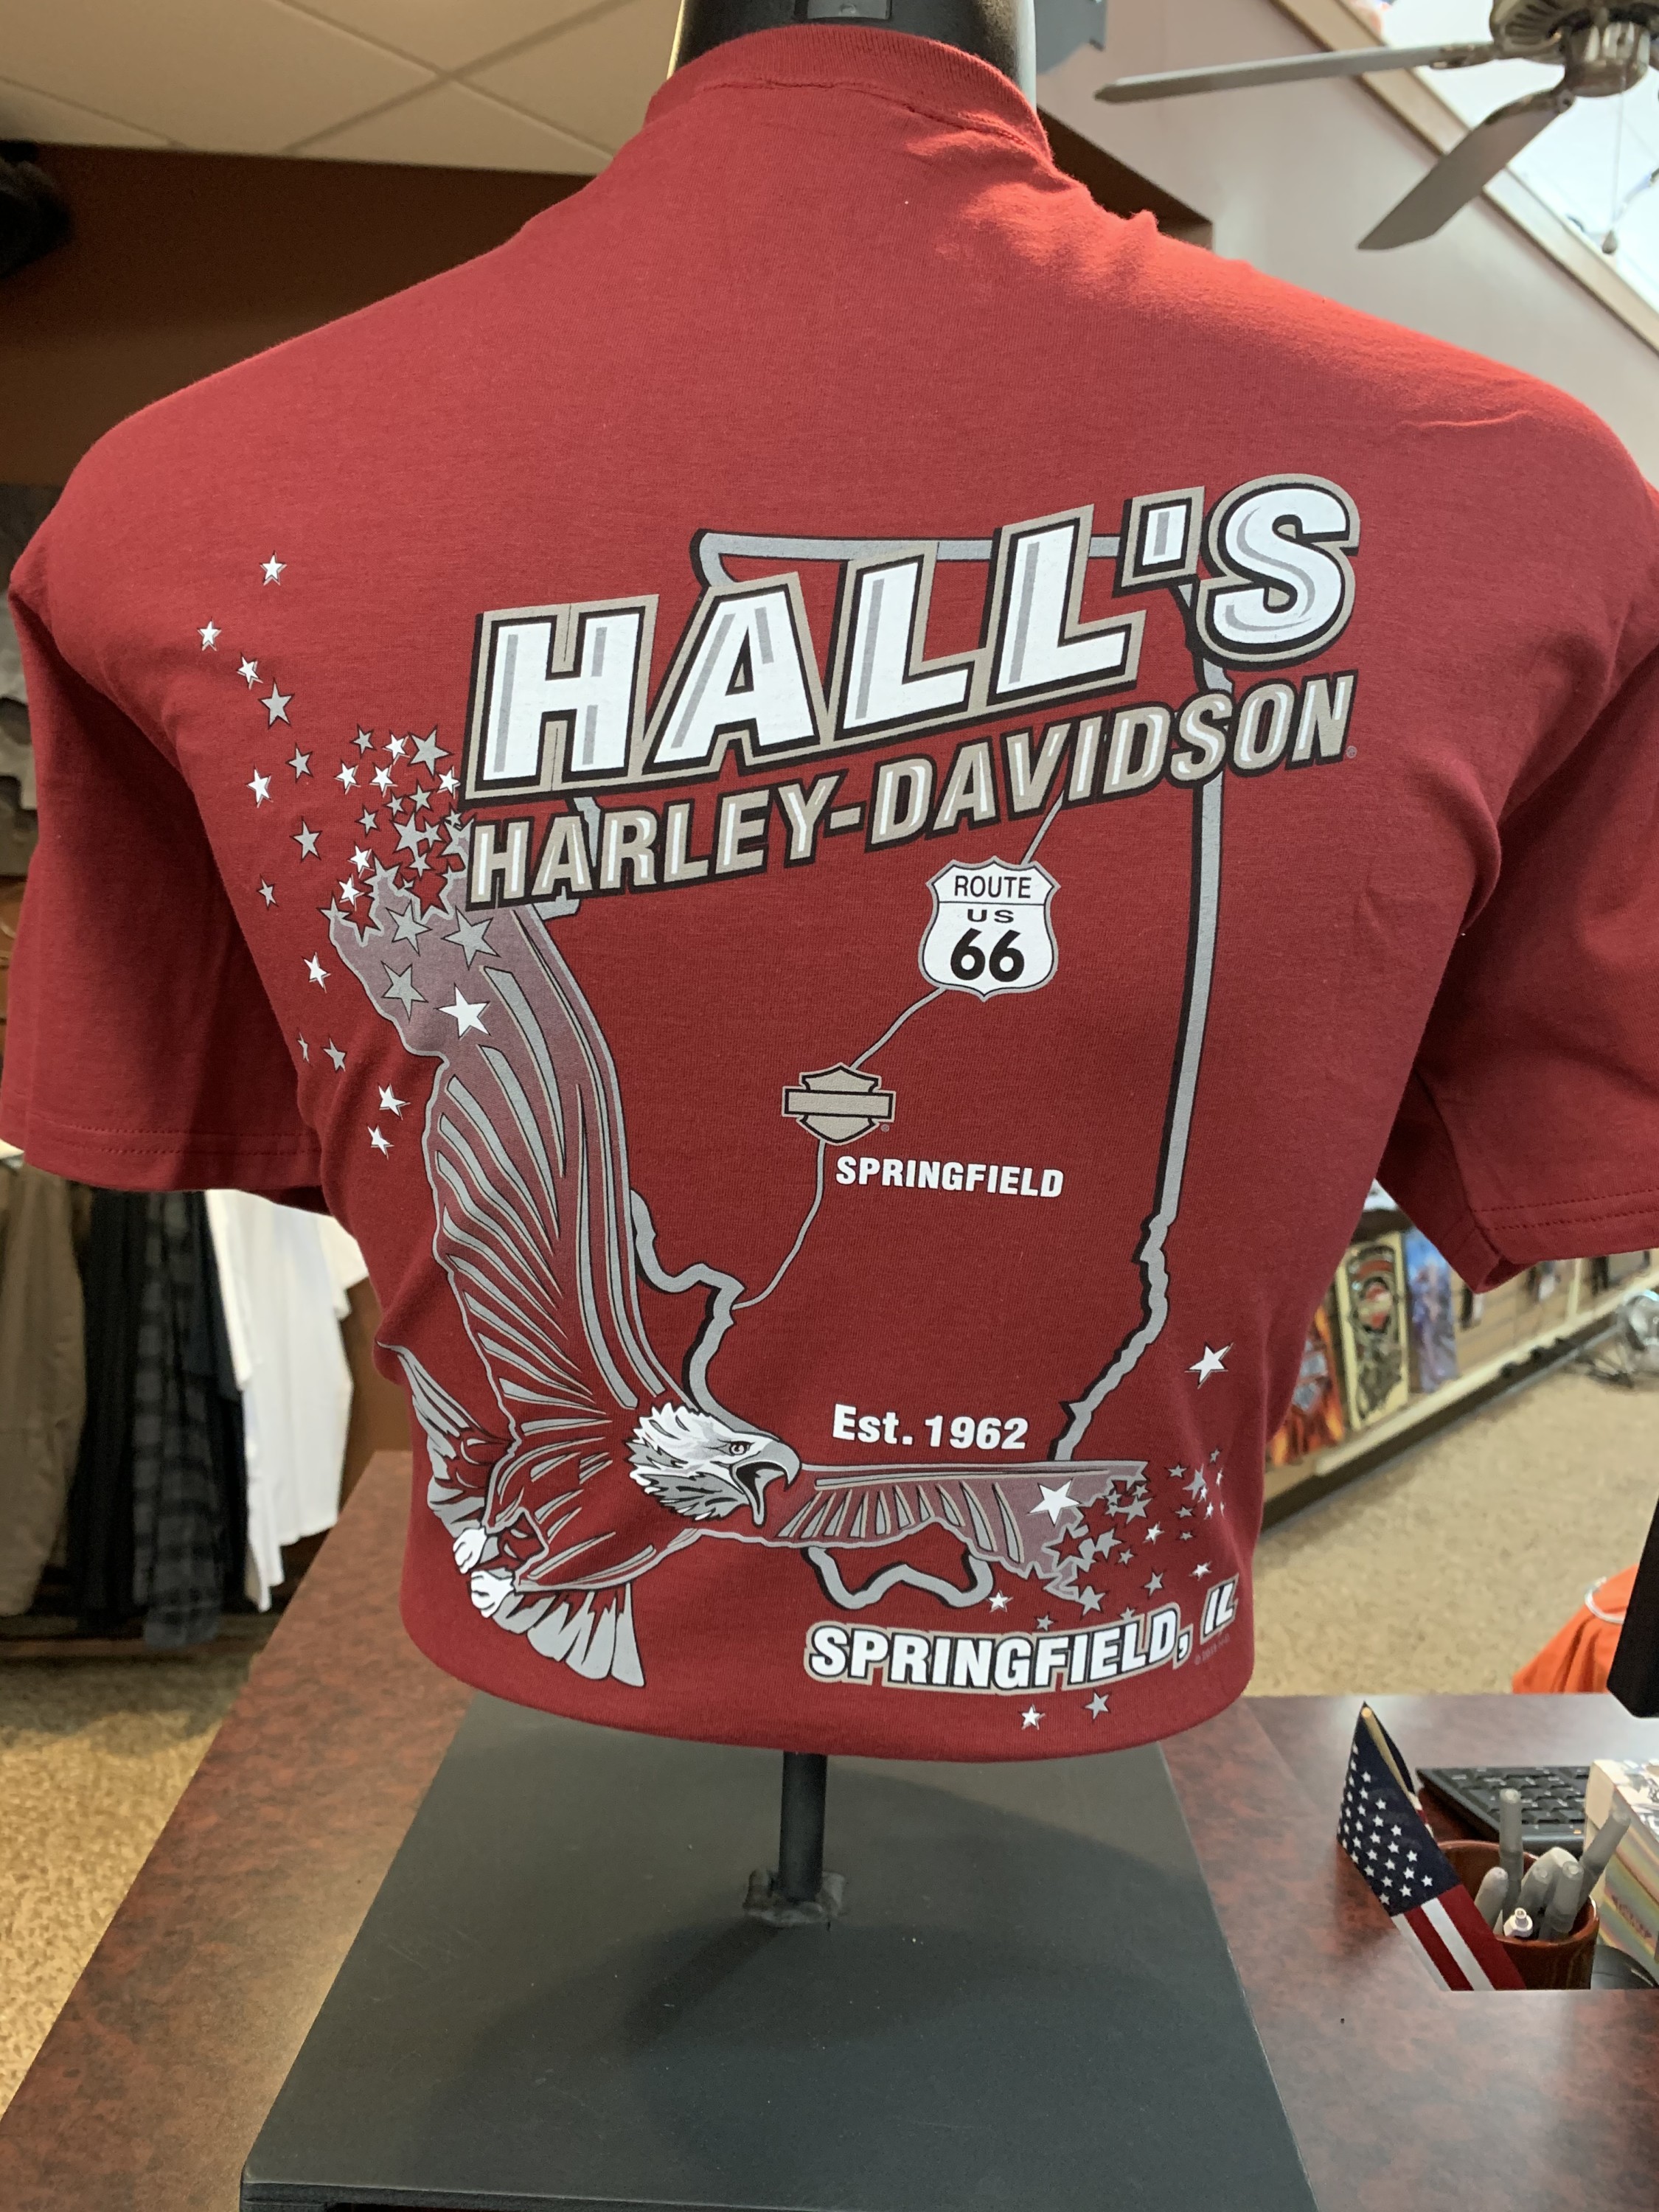 HALL'S
HARLEY-DAVIDSON®
ROUTE
US
66
SPRINGFIELD
Est. 1962
SPRINGFIELD, IL